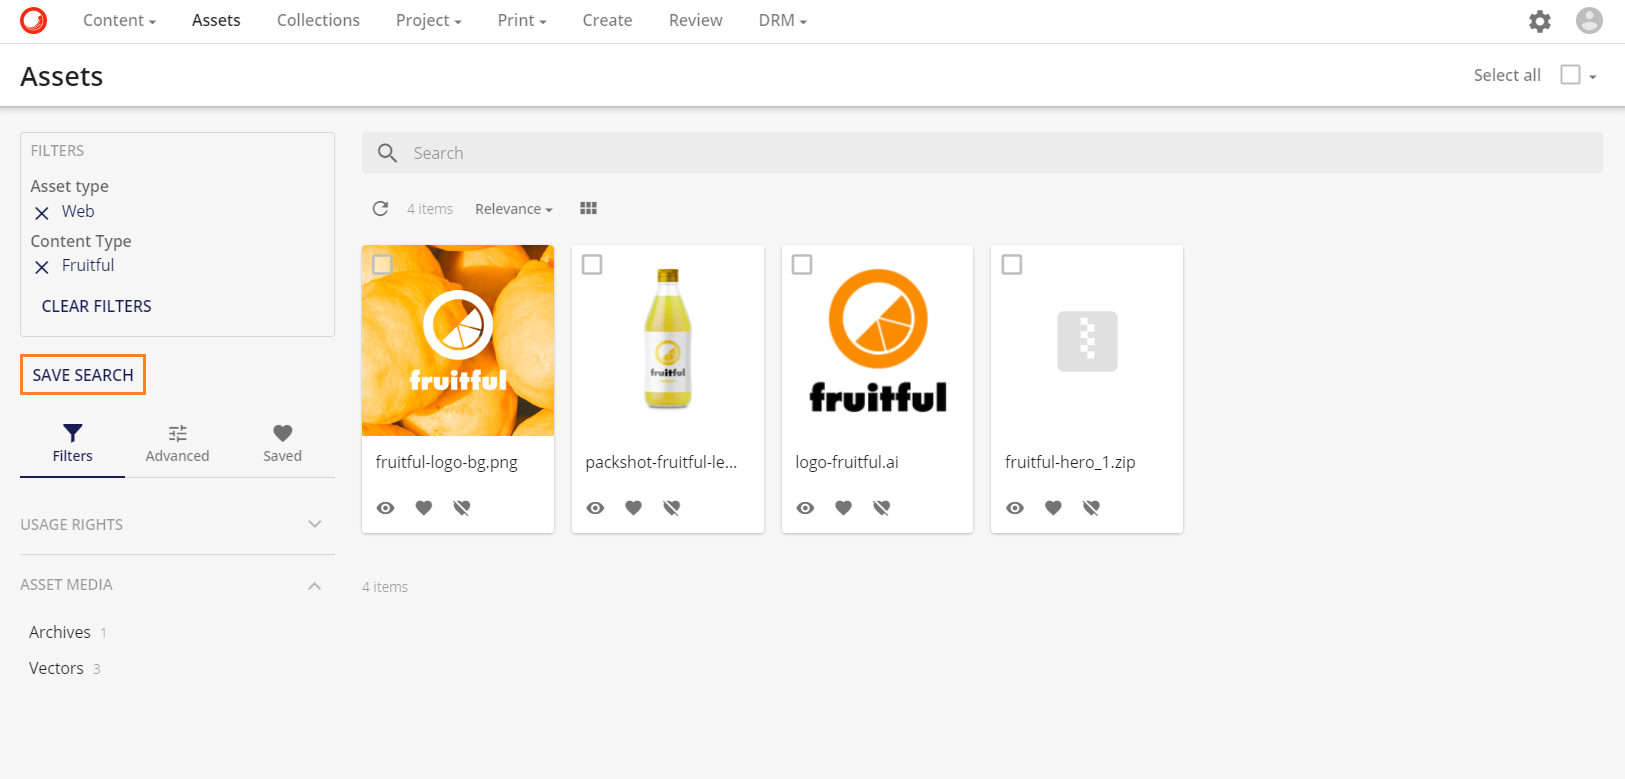 Content Assets Collections Project Print Create Review DRM
Assets
Select all
FILTERS
Asset type
Web
Content Type
Fruitful
CLEAR FILTERS
SAVE SEARCH
Filters Advanced Saved
USAGE RIGHTS
ASSET MEDIA
Archives 1
Vectors 3
Search
4 items Relevance
fruitful
fruitful
fruitful
fruitful-logo-bg.png
packshot-fruitful-le...
logo-fruitful.ai
fruitful-hero_1.zip
4 items